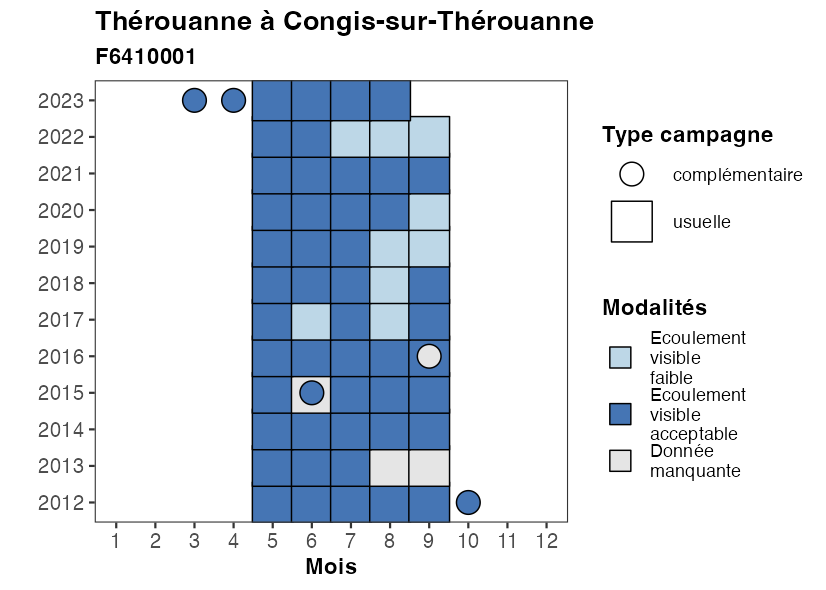 Thérouanne à Congis-sur-Thérouanne
F6410001
2023
2022
2021
2020
2019
2018
2017
2016
2015
2014
2013
2012
1 2 3 4 5 6 7 8 9 10 11 12
Mois
Type campagne
complémentaire
usuelle
Modalités
Ecoulement
visible
faible
Ecoulement
visible
acceptable
Donnée
manquante